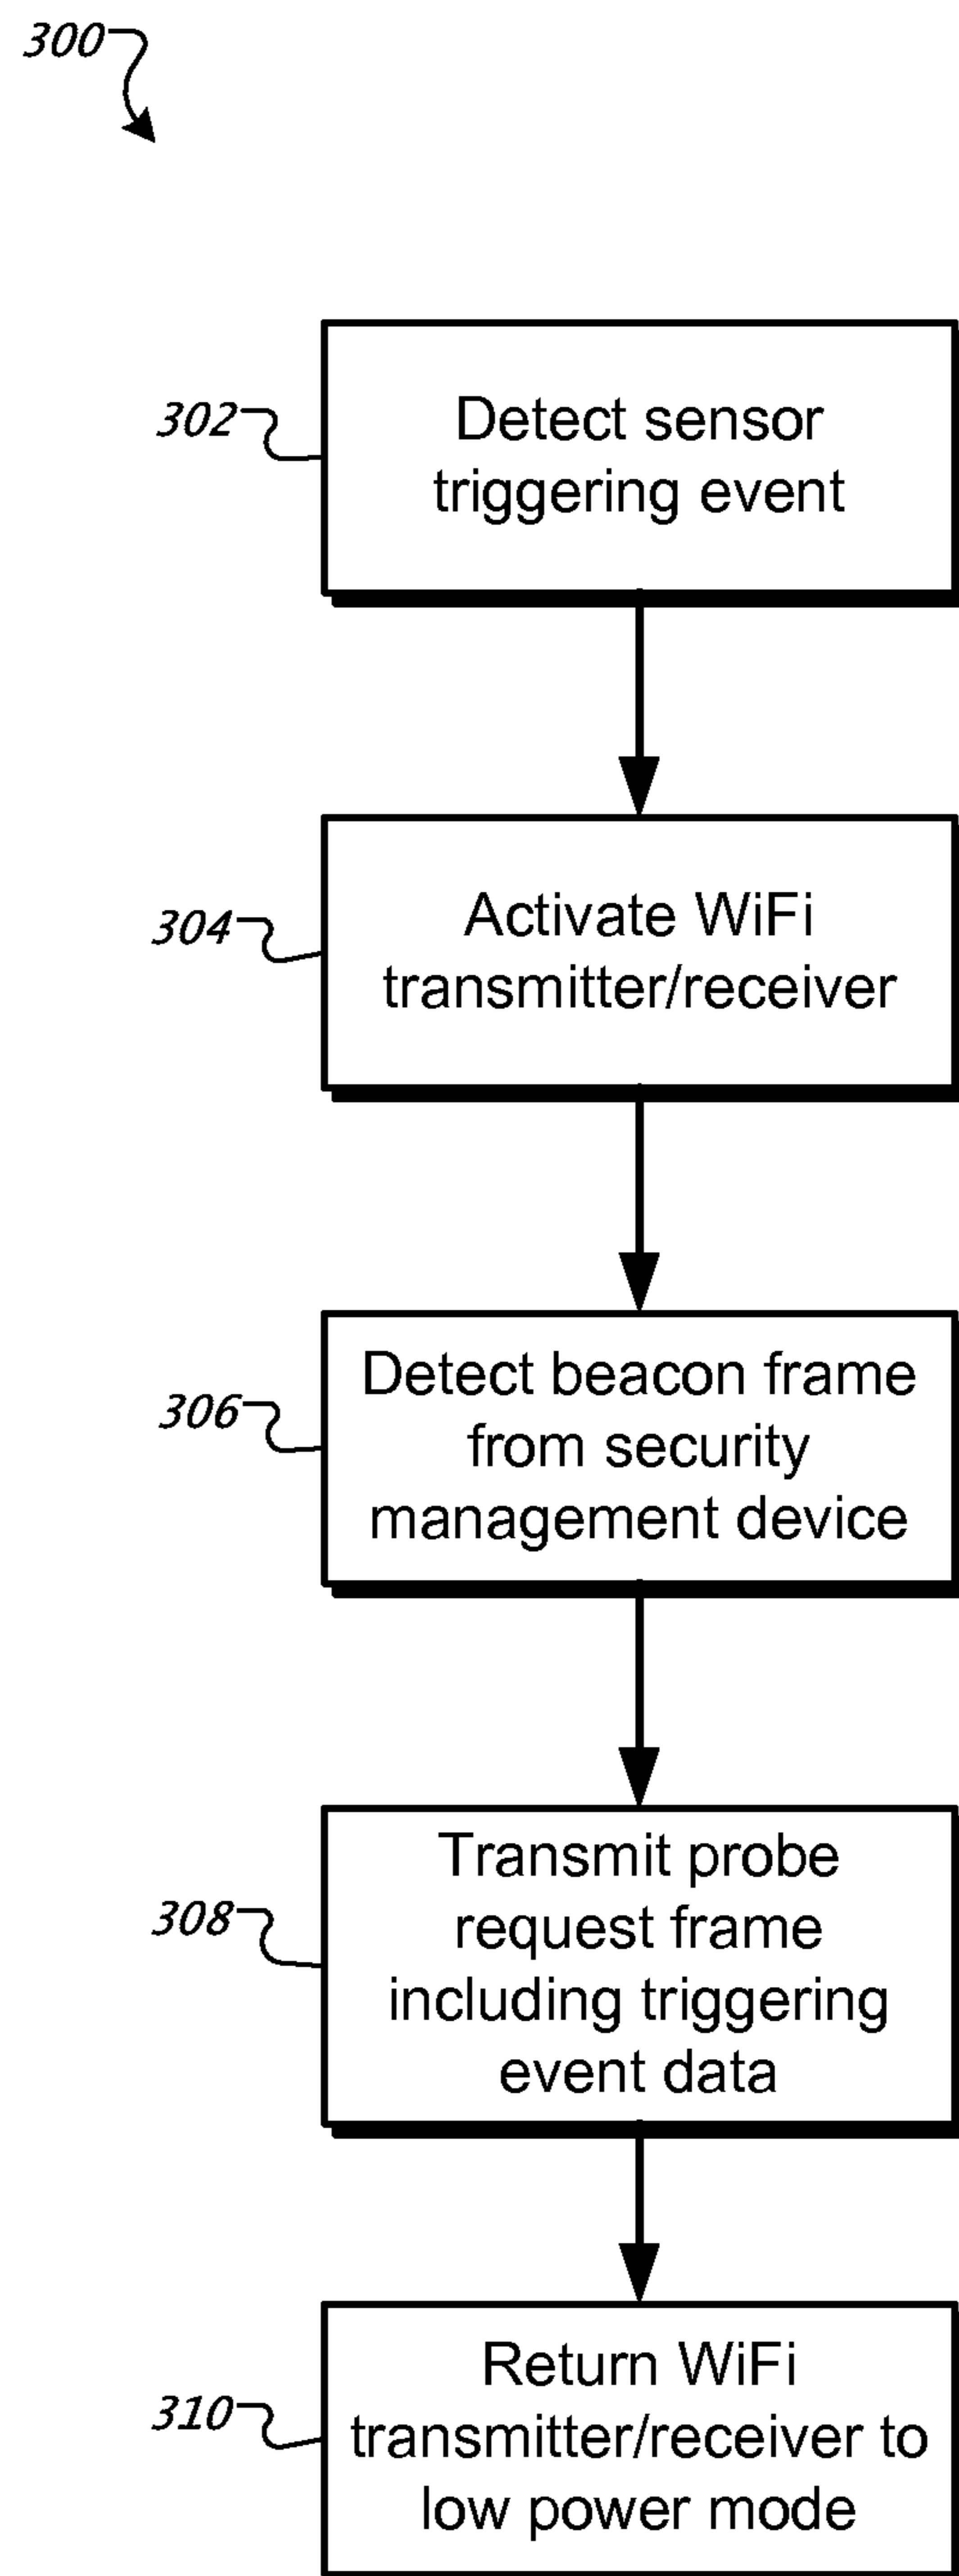 300
302
Detect sensor
triggering event
304
Activate WiFi
transmitter/receiver
306
Detect beacon frame
from security
management device
308
Transmit probe
request frame
including triggering
event data
310
Return WiFi
transmitter/receiver to
low power mode